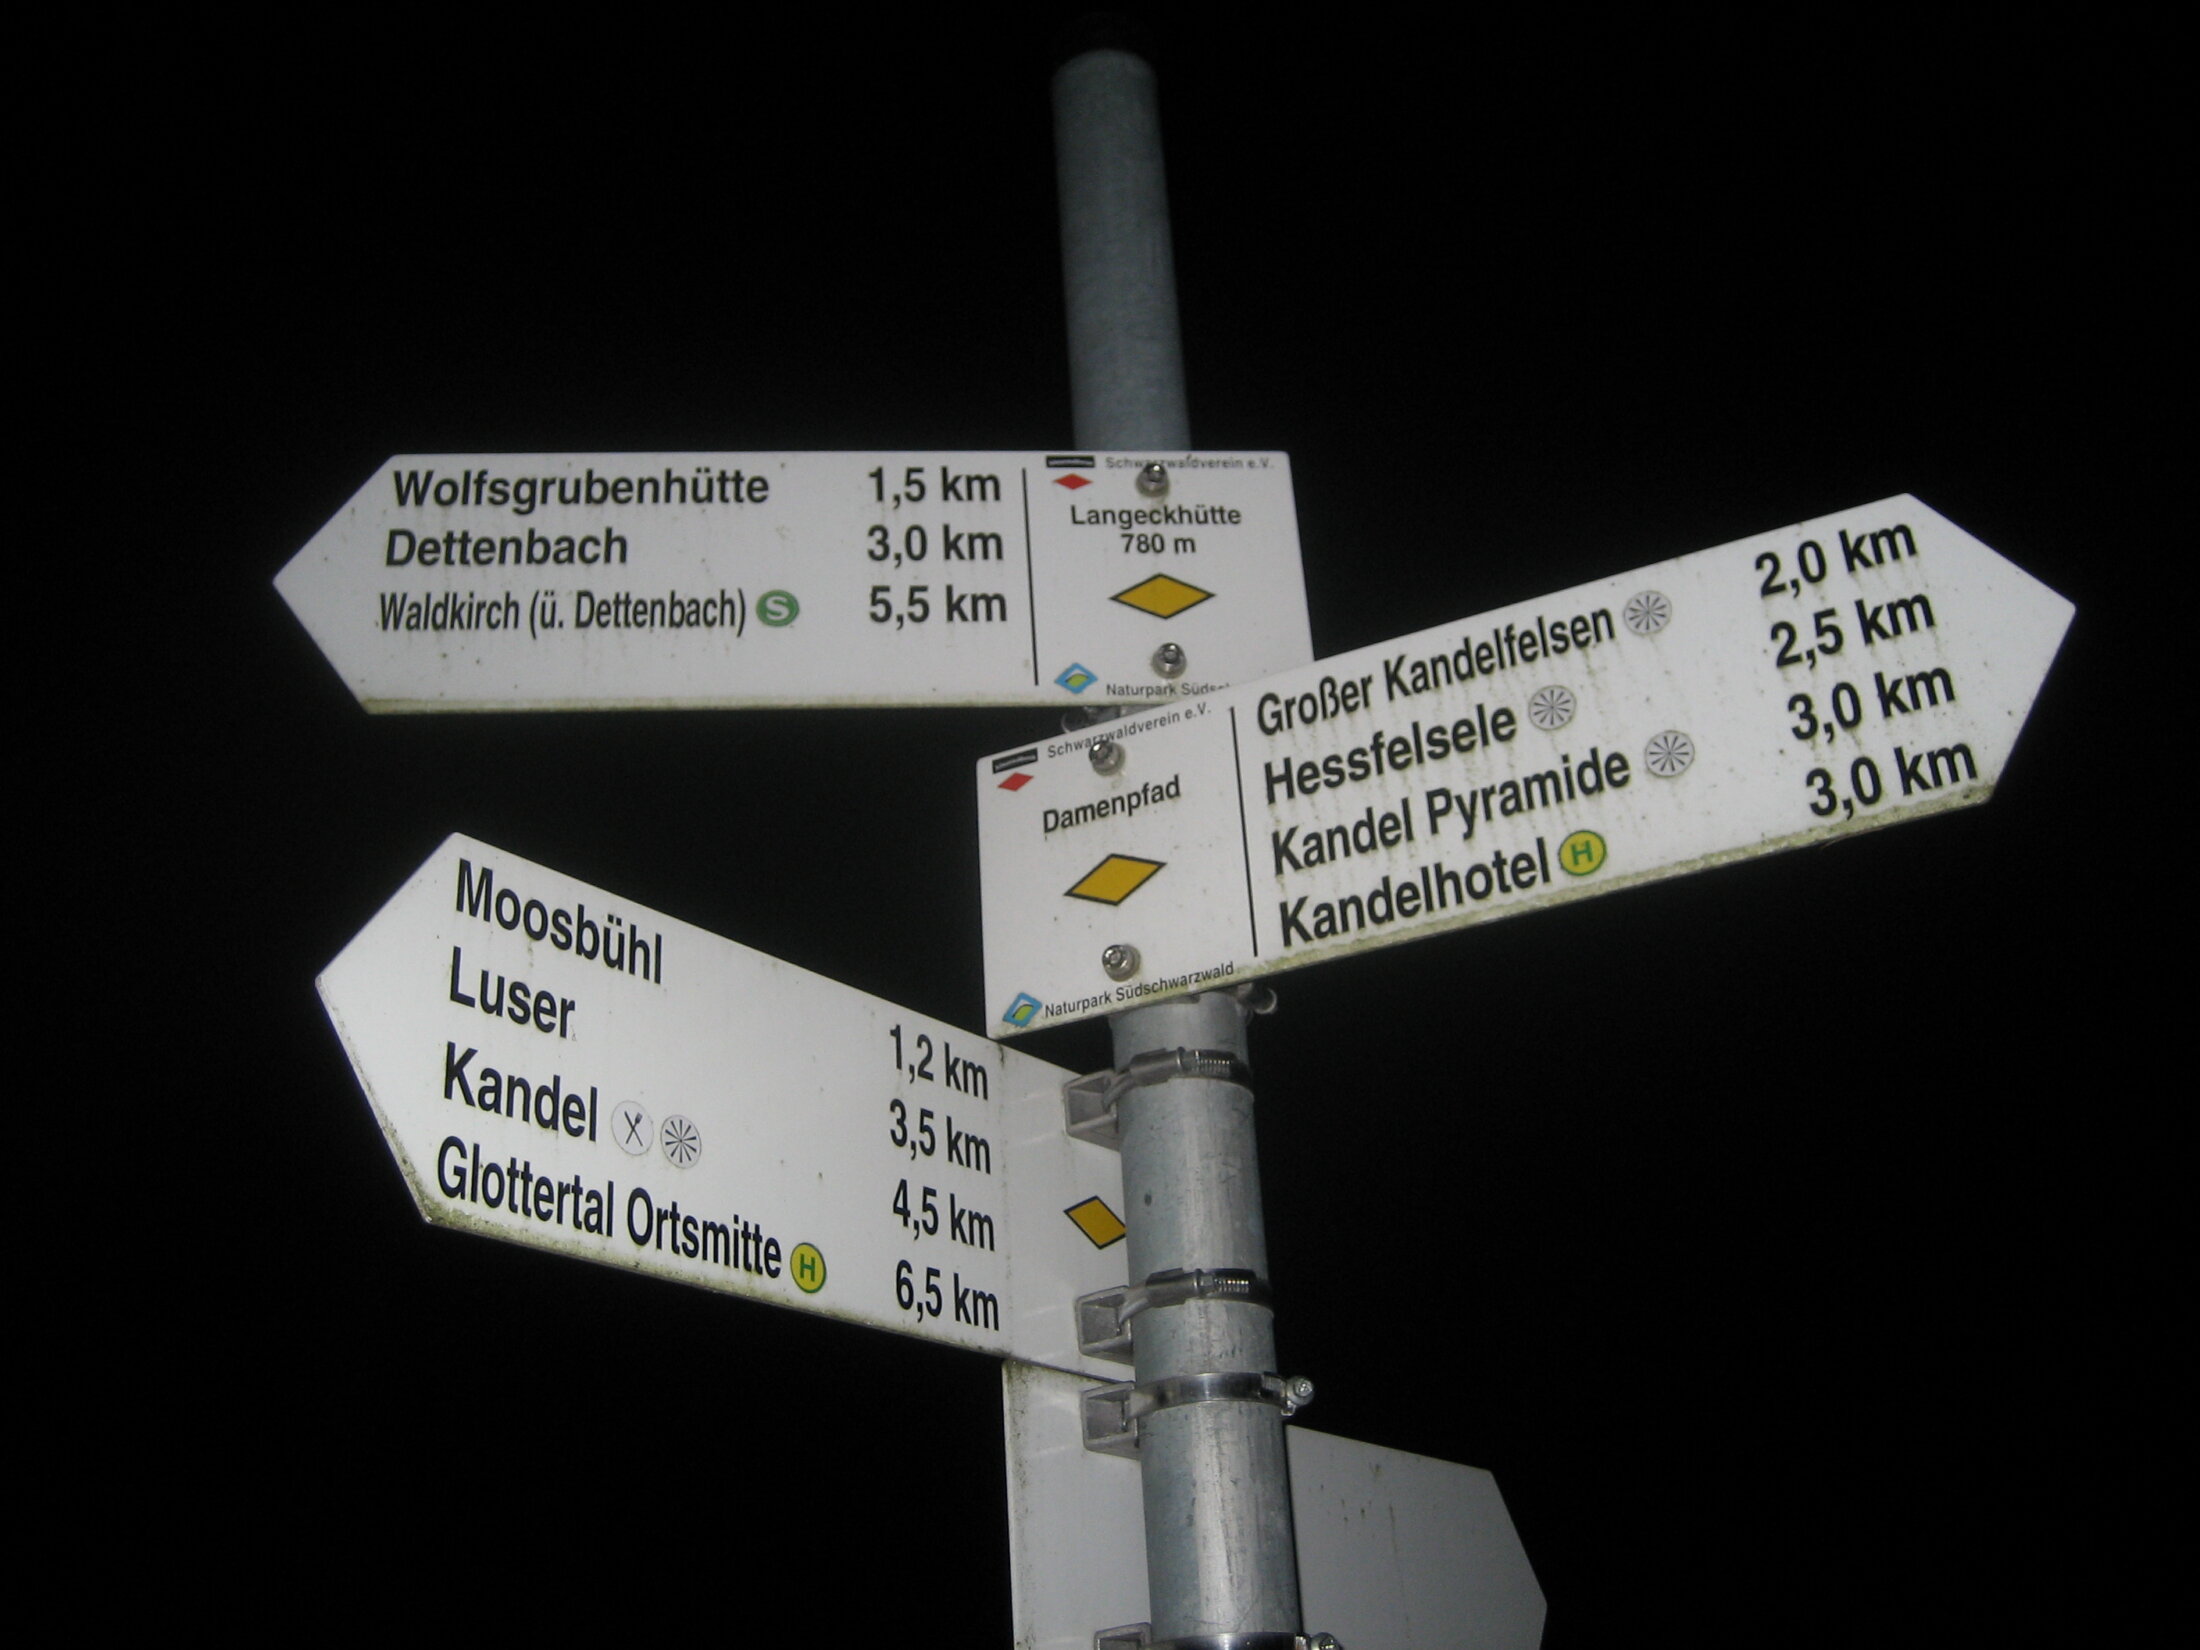 Wolfsgrubenhütte 1,5 km
Dettenbach 3,0 km
Waldkirch (ü. Dettenbach) S 5,5 km
Schwarzwaldverein e.V.
Langeckhütte
780 m
Naturpark
Schwarzwaldverein e.V.
Damenpfad
Naturpark Südschwarzwald
Großer Kandelfelsen 2,0 km
Hessfelsele 2,5 km
Kandel Pyramide 3,0 km
Kandelhotel H 3,0 km
Moosbühl 1,2 km
Luser 3,5 km
Kandel 4,5 km
Glottertal Ortsmitte H 6,5 km